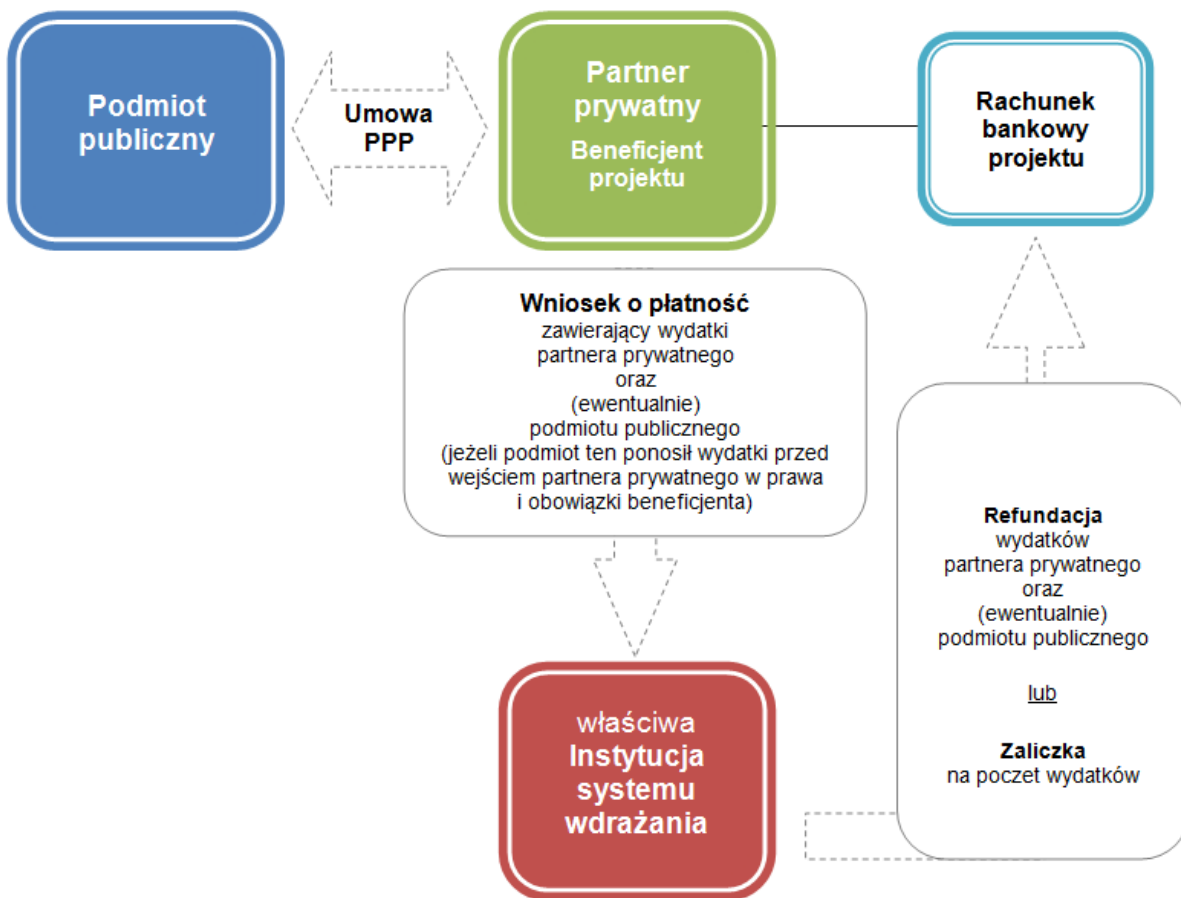 Podmiot
publiczny
Umowa
PPP
Partner
prywatny
Beneficjent
projektu
Rachunek
bankowy
projektu
Wniosek o płatność
zawierający wydatki
partnera prywatnego
oraz
(ewentualnie)
podmiotu publicznego
(jeżeli podmiot ten ponosił wydatki przed
wejściem partnera prywatnego w prawa
i obowiązki beneficjenta)
Refundacja
wydatków
partnera prywatnego
oraz
(ewentualnie)
podmiotu publicznego
lub
Zaliczka
na poczet wydatków
właściwa
Instytucja
systemu
wdrażania